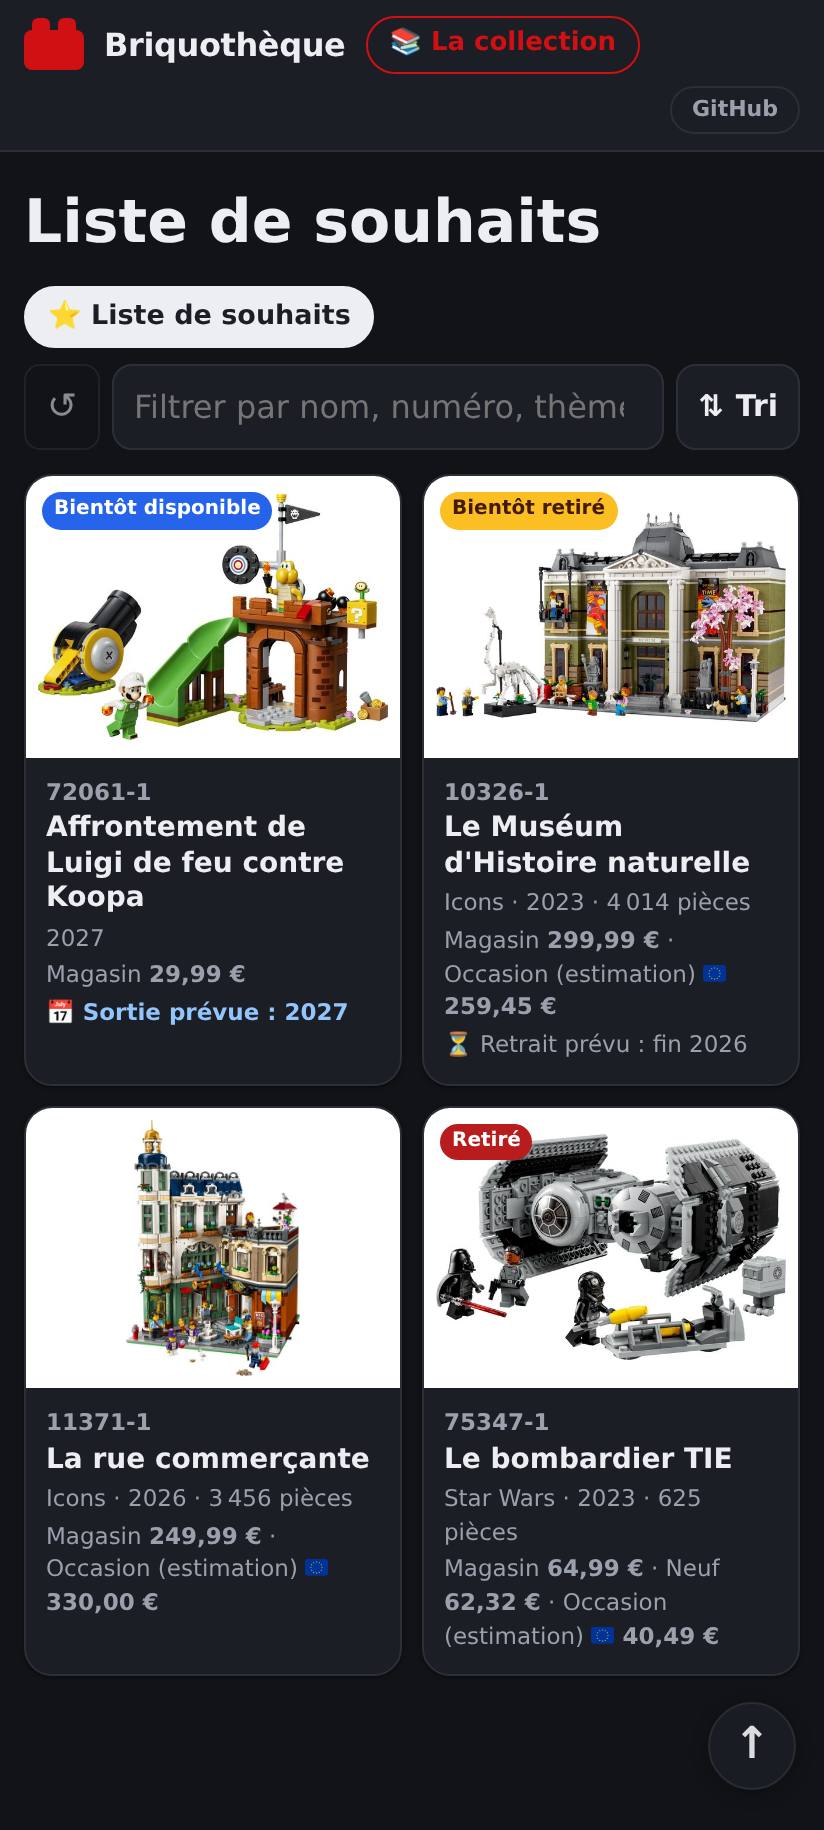 Briquothèque
📚 La collection
GitHub
Liste de souhaits
⭐ Liste de souhaits
↺
Filtrer par nom, numéro, thème
⇅ Tri
Bientôt disponible
72061-1
Affrontement de
Luigi de feu contre
Koopa
2027
Magasin 29,99 €
📅 Sortie prévue : 2027
Bientôt retiré
10326-1
Le Muséum
d'Histoire naturelle
Icons · 2023 · 4 014 pièces
Magasin 299,99 € ·
Occasion (estimation) 🇪🇺
259,45 €
⏳ Retrait prévu : fin 2026
11371-1
La rue commerçante
Icons · 2026 · 3 456 pièces
Magasin 249,99 € ·
Occasion (estimation) 🇪🇺
330,00 €
Retiré
75347-1
Le bombardier TIE
Star Wars · 2023 · 625
pièces
Magasin 64,99 € · Neuf
62,32 € · Occasion
(estimation) 🇪🇺 40,49 €
↑